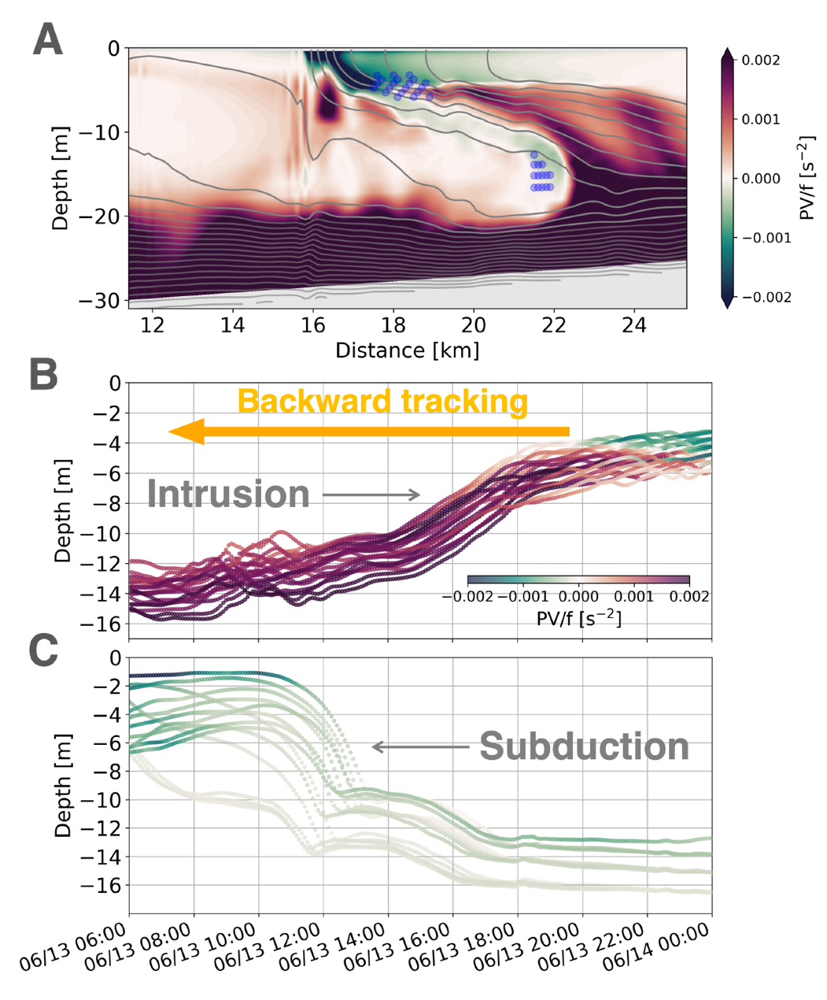 A
0
−10
−20
−30
Depth [m]
12 14 16 18 20 22 24
Distance [km]
0.002
0.001
0.000
−0.001
−0.002
PV/f [s⁻²]
B
0
−2
−4
−6
−8
−10
−12
−14
−16
Depth [m]
Backward tracking
Intrusion
−0.002 −0.001 0.000 0.001 0.002
PV/f [s⁻²]
C
0
−2
−4
−6
−8
−10
−12
−14
−16
Depth [m]
Subduction
06/13 06:00
06/13 08:00
06/13 10:00
06/13 12:00
06/13 14:00
06/13 16:00
06/13 18:00
06/13 20:00
06/13 22:00
06/14 00:00